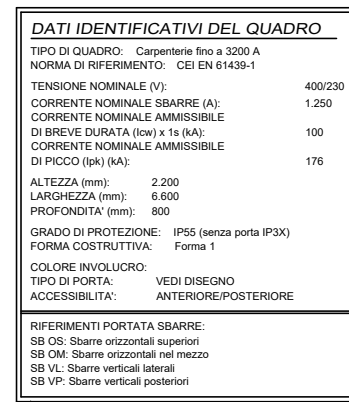 DATI IDENTIFICATIVI DEL QUADRO
TIPO DI QUADRO: Carpenterie fino a 3200 A
NORMA DI RIFERIMENTO: CEI EN 61439-1
TENSIONE NOMINALE (V): 400/230
CORRENTE NOMINALE SBARRE (A): 1.250
CORRENTE NOMINALE AMMISSIBILE
DI BREVE DURATA (Icw) x 1s (kA): 100
CORRENTE NOMINALE AMMISSIBILE
DI PICCO (Ipk) (kA): 176
ALTEZZA (mm): 2.200
LARGHEZZA (mm): 6.600
PROFONDITA' (mm): 800
GRADO DI PROTEZIONE: IP55 (senza porta IP3X)
FORMA COSTRUTTIVA: Forma 1
COLORE INVOLUCRO:
TIPO DI PORTA: VEDI DISEGNO
ACCESSIBILITA': ANTERIORE/POSTERIORE
RIFERIMENTI PORTATA SBARRE:
SB OS: Sbarre orizzontali superiori
SB OM: Sbarre orizzontali nel mezzo
SB VL: Sbarre verticali laterali
SB VP: Sbarre verticali posteriori